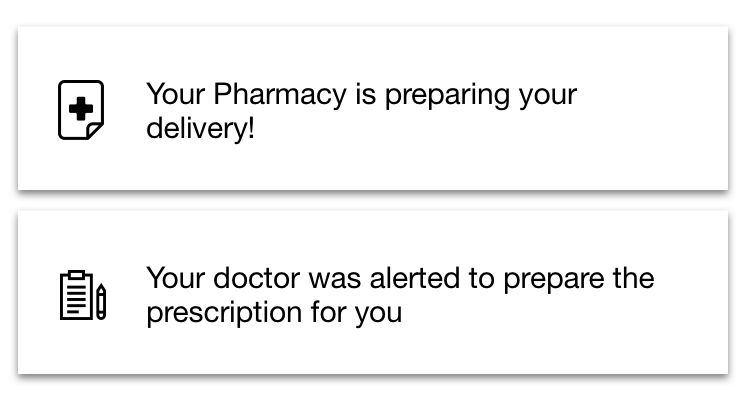 Your Pharmacy is preparing your
delivery!
Your doctor was alerted to prepare the
prescription for you